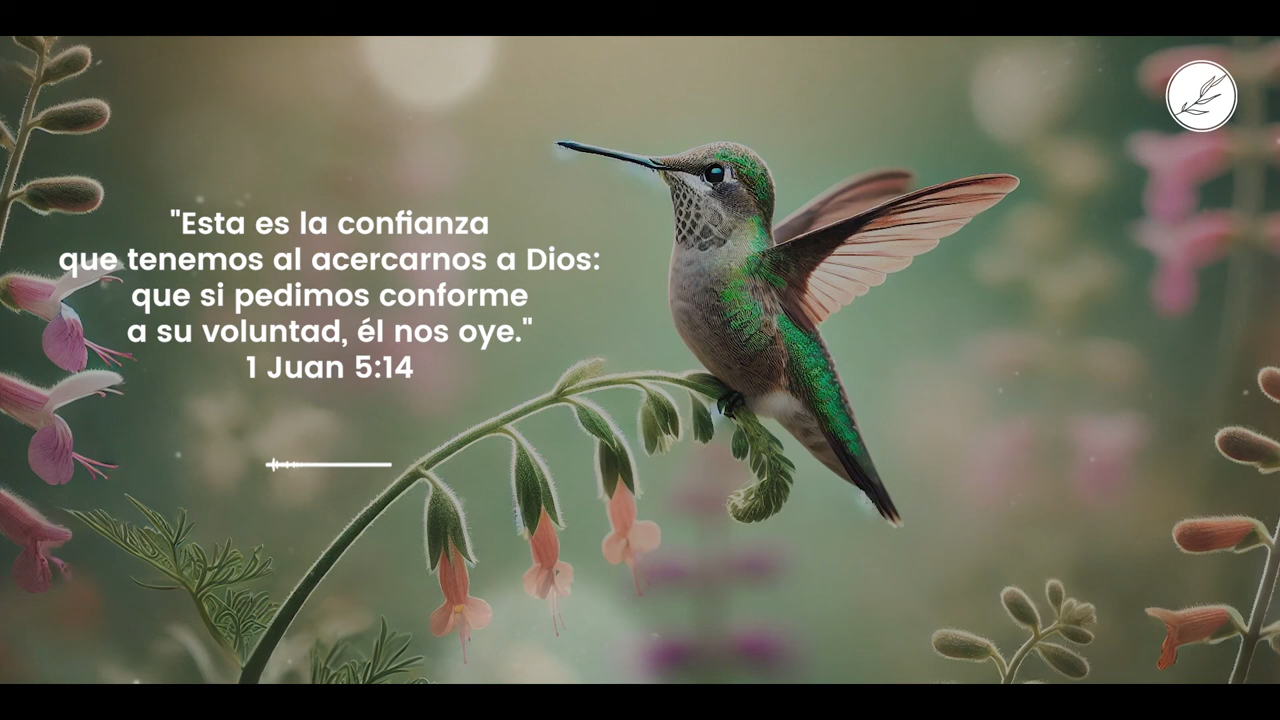 "Esta es la confianza
que tenemos al acercarnos a Dios:
que si pedimos conforme
a su voluntad, él nos oye."
1 Juan 5:14